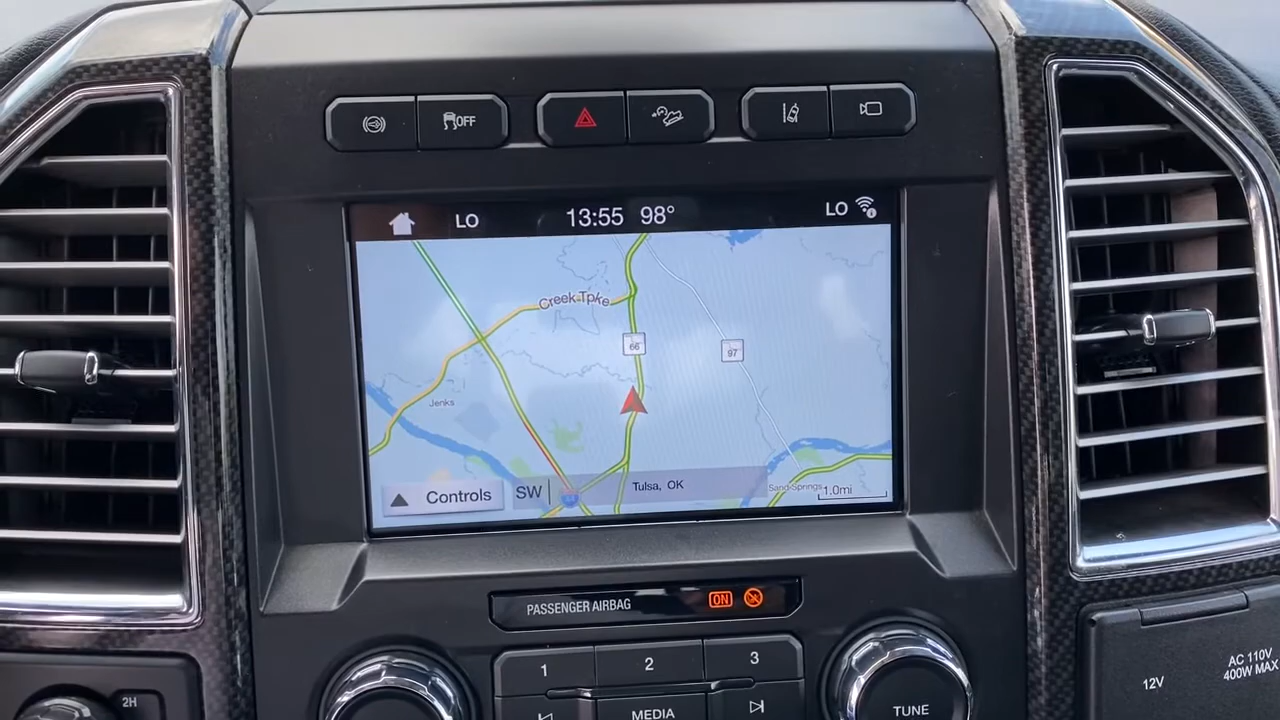 OFF
LO 13:55 98° LO
Creek Tpke
66
97
Jenks
Controls SW Tulsa, OK
Sand Springs 1.0mi
PASSENGER AIRBAG ON
1 2 3
MEDIA
TUNE
2H
12V
AC 110V
400W MAX